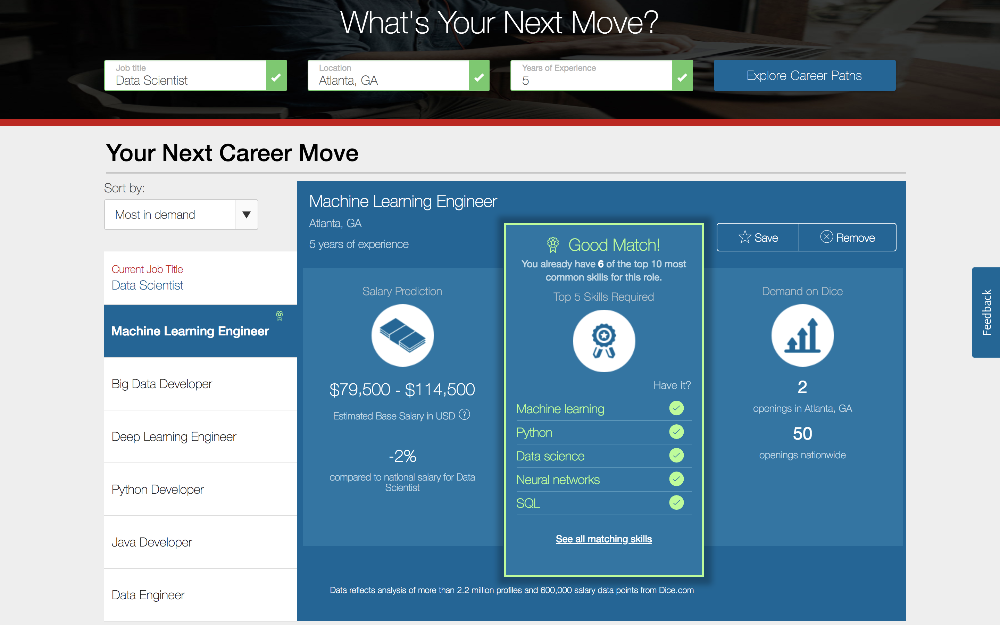 What's Your Next Move?
Job title
Data Scientist
Location
Atlanta, GA
Years of Experience
5
Explore Career Paths
Your Next Career Move
Sort by:
Most in demand
Current Job Title
Data Scientist
Machine Learning Engineer
Big Data Developer
Deep Learning Engineer
Python Developer
Java Developer
Data Engineer
Machine Learning Engineer
Atlanta, GA
5 years of experience
Save
Remove
Salary Prediction
$79,500 - $114,500
Estimated Base Salary in USD ?
-2%
compared to national salary for Data
Scientist
Good Match!
You already have 6 of the top 10 most
common skills for this role.
Top 5 Skills Required
Have it?
Machine learning
Python
Data science
Neural networks
SQL
See all matching skills
Demand on Dice
2
openings in Atlanta, GA
50
openings nationwide
Data reflects analysis of more than 2.2 million profiles and 600,000 salary data points from Dice.com
Feedback